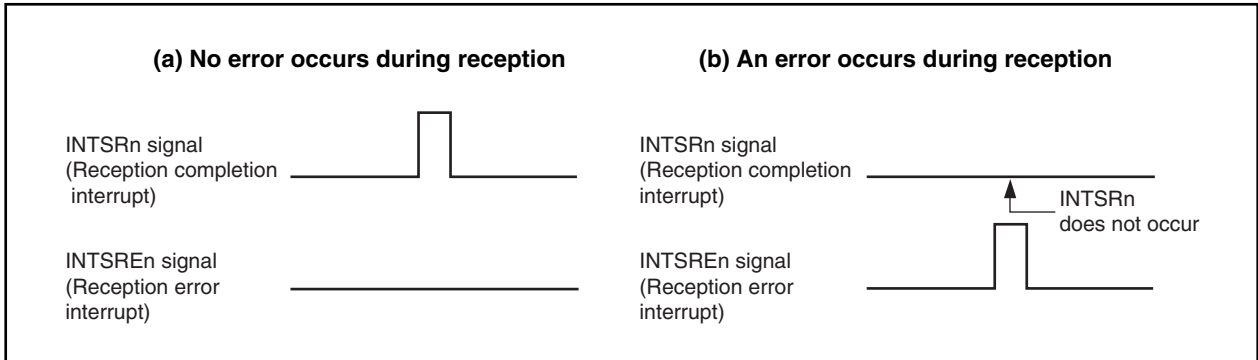 (a) No error occurs during reception
INTSRn signal
(Reception completion
interrupt)
INTSREn signal
(Reception error
interrupt)
(b) An error occurs during reception
INTSRn signal
(Reception completion
interrupt)
INTSRn
does not occur
INTSREn signal
(Reception error
interrupt)